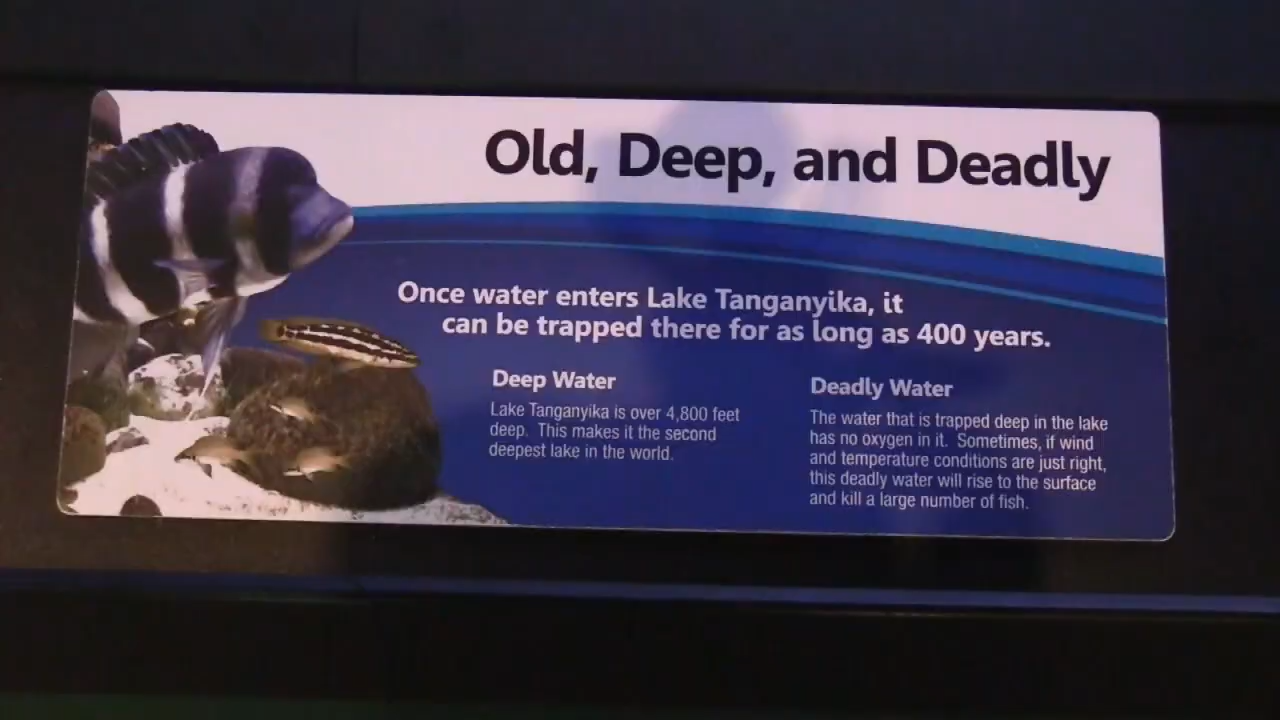 Old, Deep, and Deadly
Once water enters Lake Tanganyika, it
can be trapped there for as long as 400 years.
Deep Water
Lake Tanganyika is over 4,800 feet
deep. This makes it the second
deepest lake in the world.
Deadly Water
The water that is trapped deep in the lake
has no oxygen in it. Sometimes, if wind
and temperature conditions are just right,
this deadly water will rise to the surface
and kill a large number of fish.